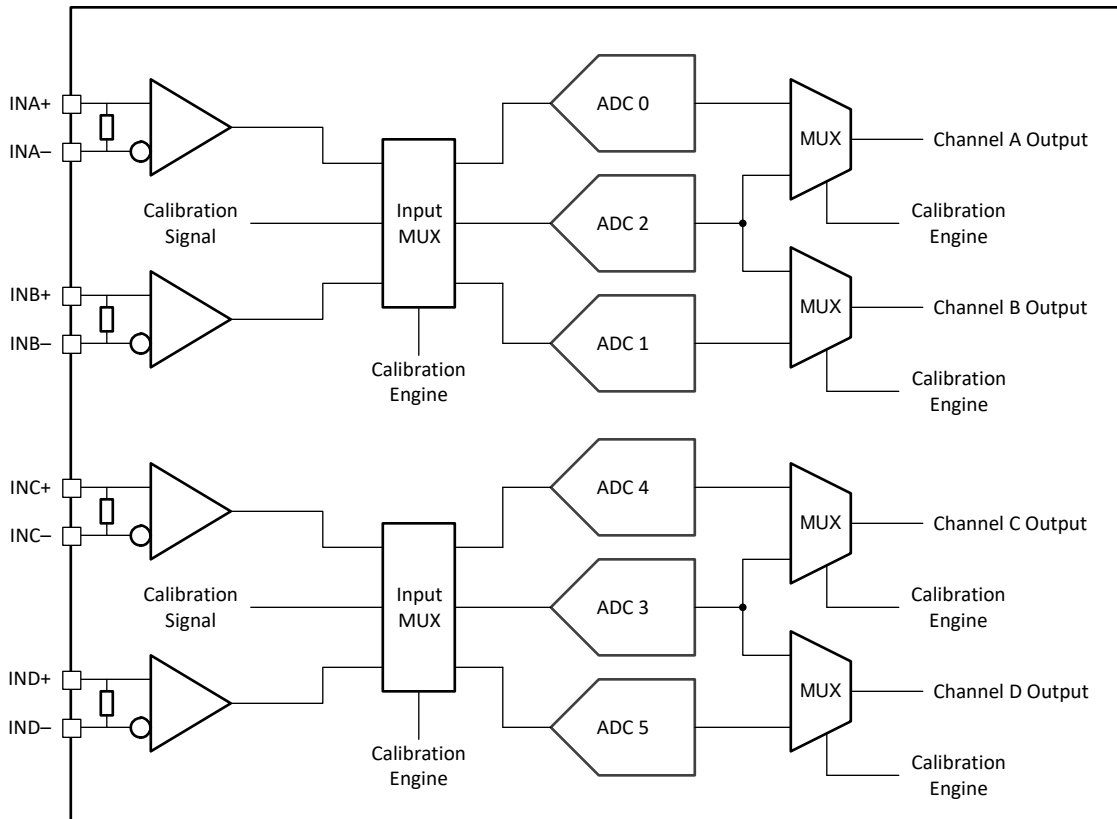 INA+
INA–
Calibration
Signal
INB+
INB–
Input
MUX
Calibration
Engine
ADC 0
ADC 2
ADC 1
MUX
Channel A Output
Calibration
Engine
MUX
Channel B Output
Calibration
Engine
INC+
INC–
Calibration
Signal
IND+
IND–
Input
MUX
Calibration
Engine
ADC 4
ADC 3
ADC 5
MUX
Channel C Output
Calibration
Engine
MUX
Channel D Output
Calibration
Engine